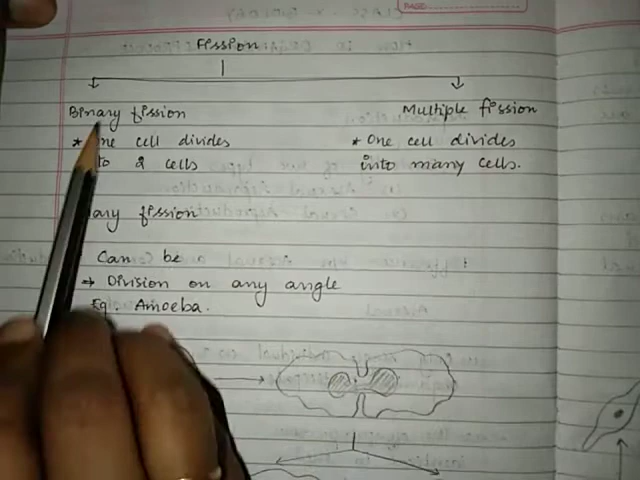 PAGE:
Fission
Binary fission Multiple fission
* One cell divides * One cell divides
into 2 cells into many cells.
fission
Can be
→ Division on any angle
Eg. Amoeba.